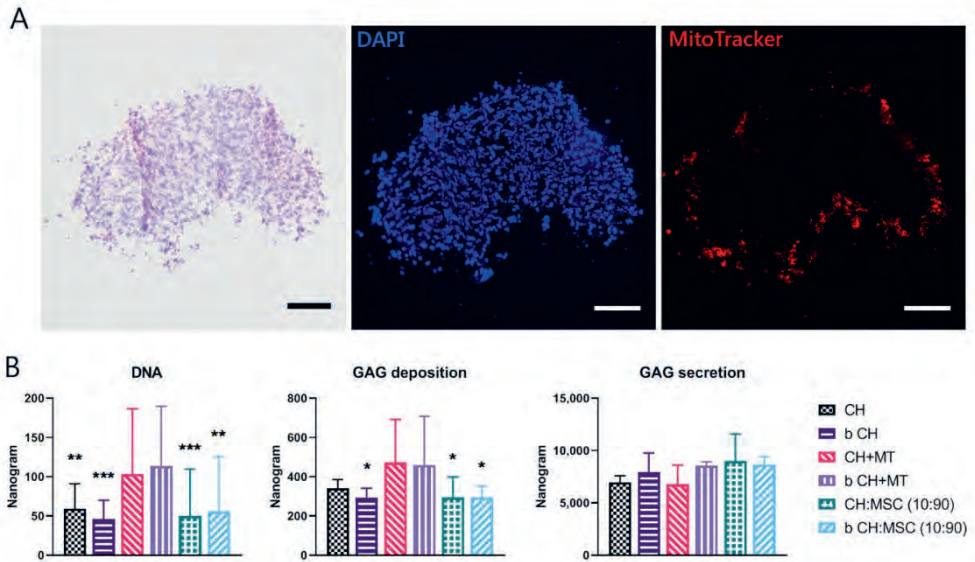 A
DAPI
MitoTracker
B
DNA
GAG deposition
GAG secretion
Nanogram
200
150
100
50
0
**
***
***
**
Nanogram
800
600
400
200
0
*
*
*
Nanogram
15,000
10,000
5,000
0
CH
b CH
CH+MT
b CH+MT
CH:MSC (10:90)
b CH:MSC (10:90)